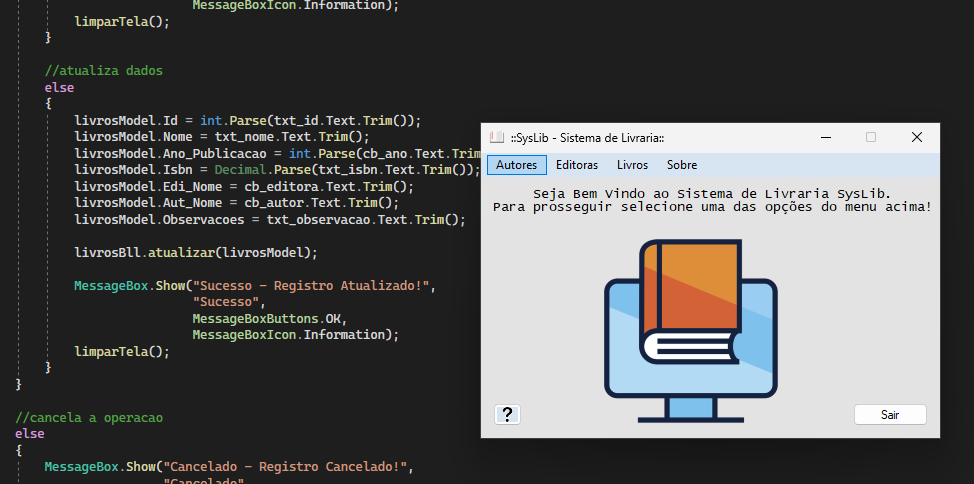 MessageBoxIcon.Information);
limparTela();
}
//atualiza dados
else
{
livrosModel.Id = int.Parse(txt_id.Text.Trim());
livrosModel.Nome = txt_nome.Text.Trim();
livrosModel.Ano_Publicacao = int.Parse(cb_ano.Text.Trim
livrosModel.Isbn = Decimal.Parse(txt_isbn.Text.Trim());
livrosModel.Edi_Nome = cb_editora.Text.Trim();
livrosModel.Aut_Nome = cb_autor.Text.Trim();
livrosModel.Observacoes = txt_observacao.Text.Trim();
livrosBll.atualizar(livrosModel);
MessageBox.Show("Sucesso - Registro Atualizado!",
"Sucesso",
MessageBoxButtons.OK,
MessageBoxIcon.Information);
limparTela();
}
}
//cancela a operacao
else
{
MessageBox.Show("Cancelado - Registro Cancelado!",
"Cancelado"
::SysLib - Sistema de Livraria::
Autores Editoras Livros Sobre
Seja Bem Vindo ao Sistema de Livraria SysLib.
Para prosseguir selecione uma das opções do menu acima!
? Sair